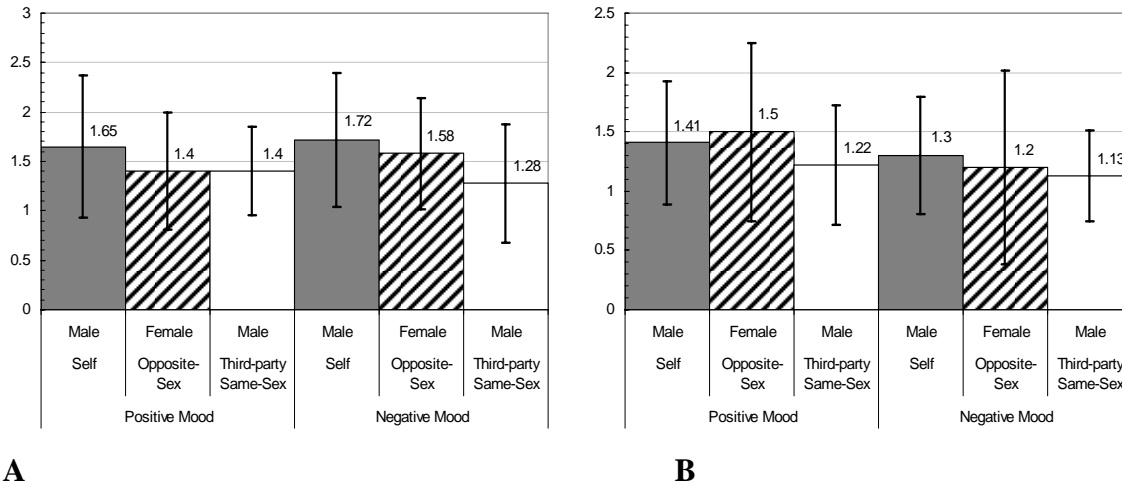 3
2.5
2
1.5
1
0.5
0
1.65
1.4
1.4
1.72
1.58
1.28
Male Female Male Male Female Male
Self Opposite- Third-party Self Opposite- Third-party
Sex Same-Sex Sex Same-Sex
Positive Mood Negative Mood
A
2.5
2
1.5
1
0.5
0
1.41
1.5
1.22
1.3
1.2
1.13
Male Female Male Male Female Male
Self Opposite- Third-party Self Opposite- Third-party
Sex Same-Sex Sex Same-Sex
Positive Mood Negative Mood
B